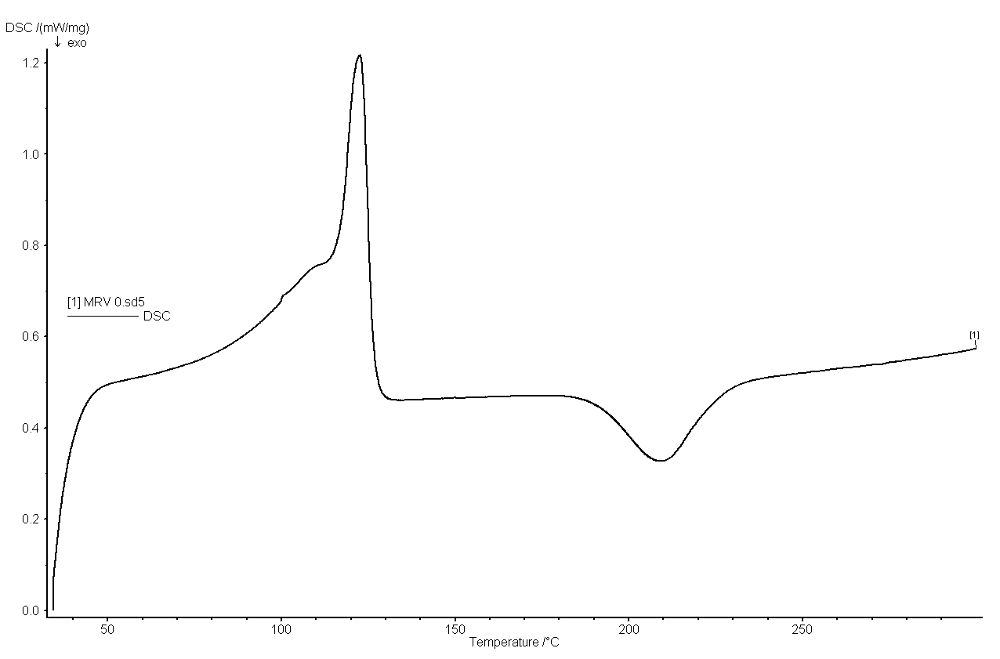 DSC /(mW/mg)
↓ exo
1.2
1.0
0.8
0.6
0.4
0.2
0.0
[1] MRV 0.sd5
DSC
[1]
50 100 150 200 250
Temperature /°C